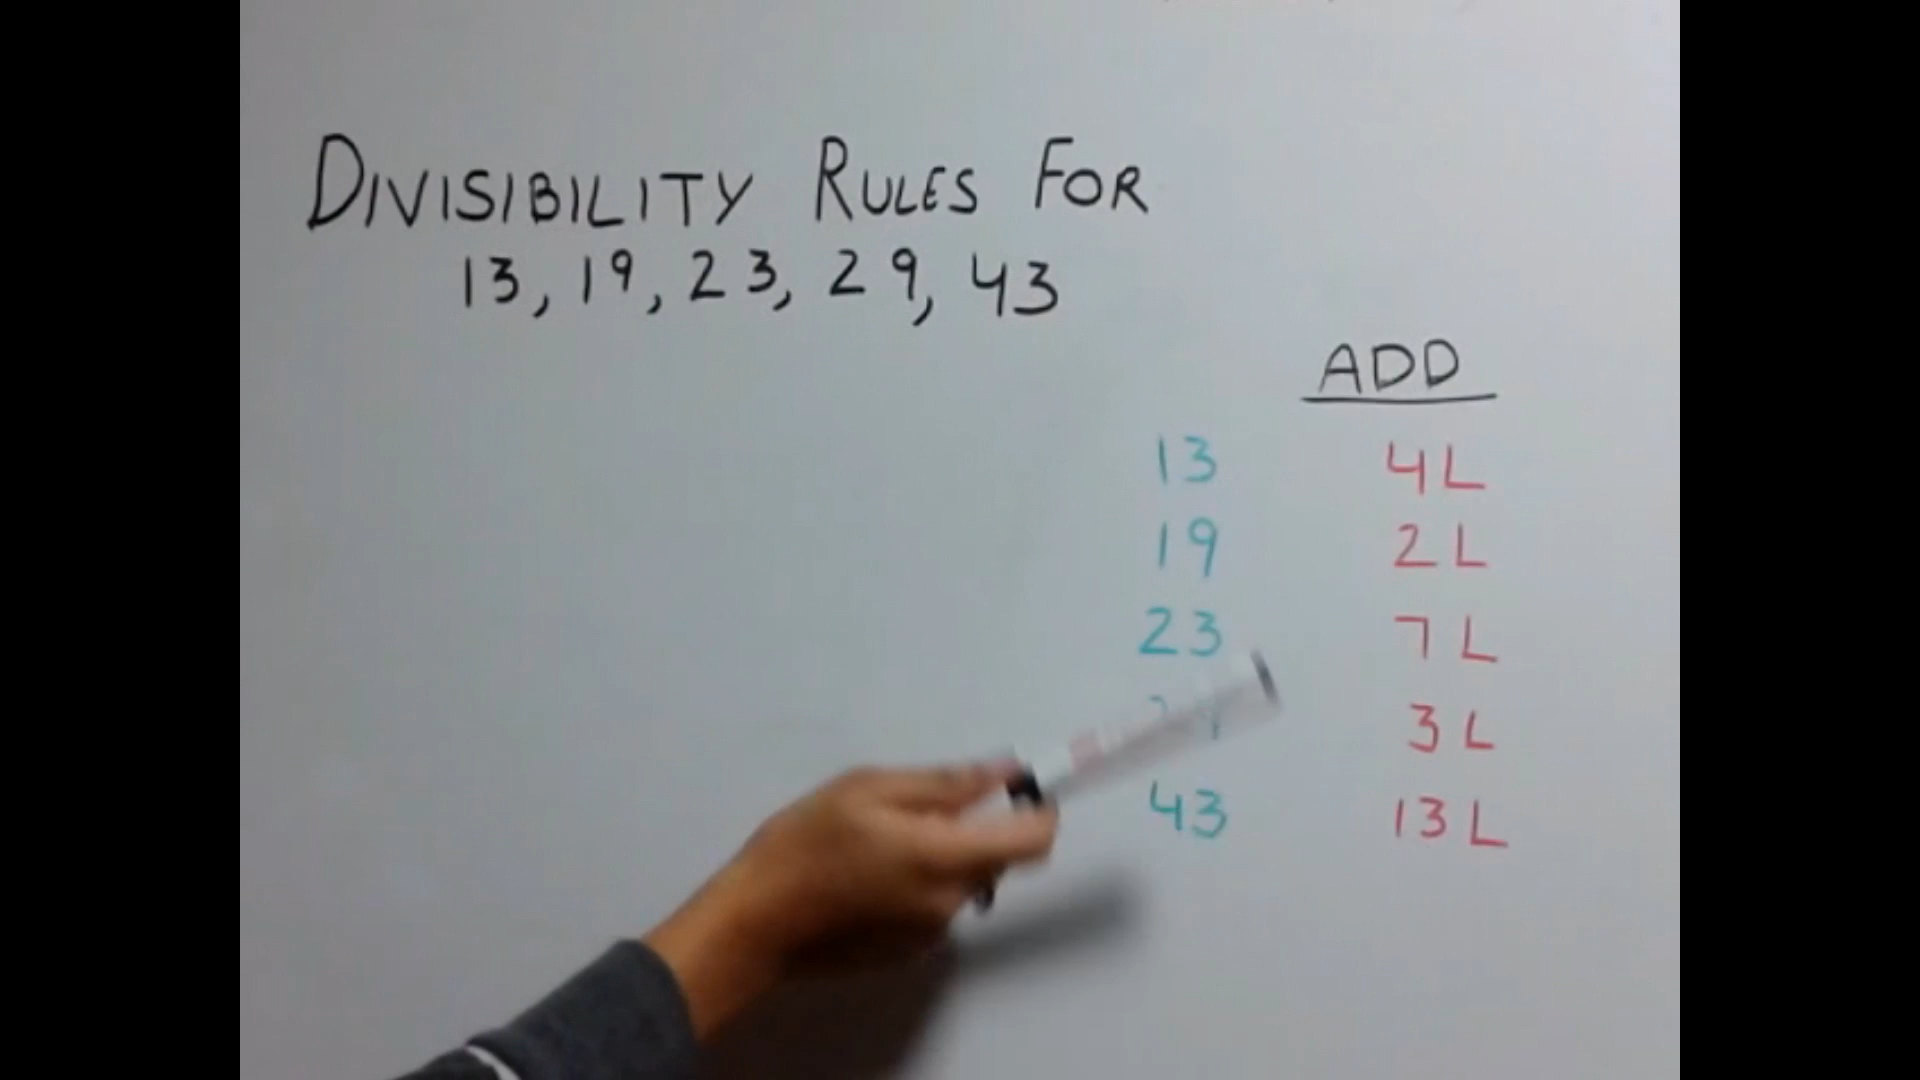 DIVISIBILITY RULES FOR
13, 19, 23, 29, 43
ADD
13 4L
19 2L
23 7L
3L
43 13L